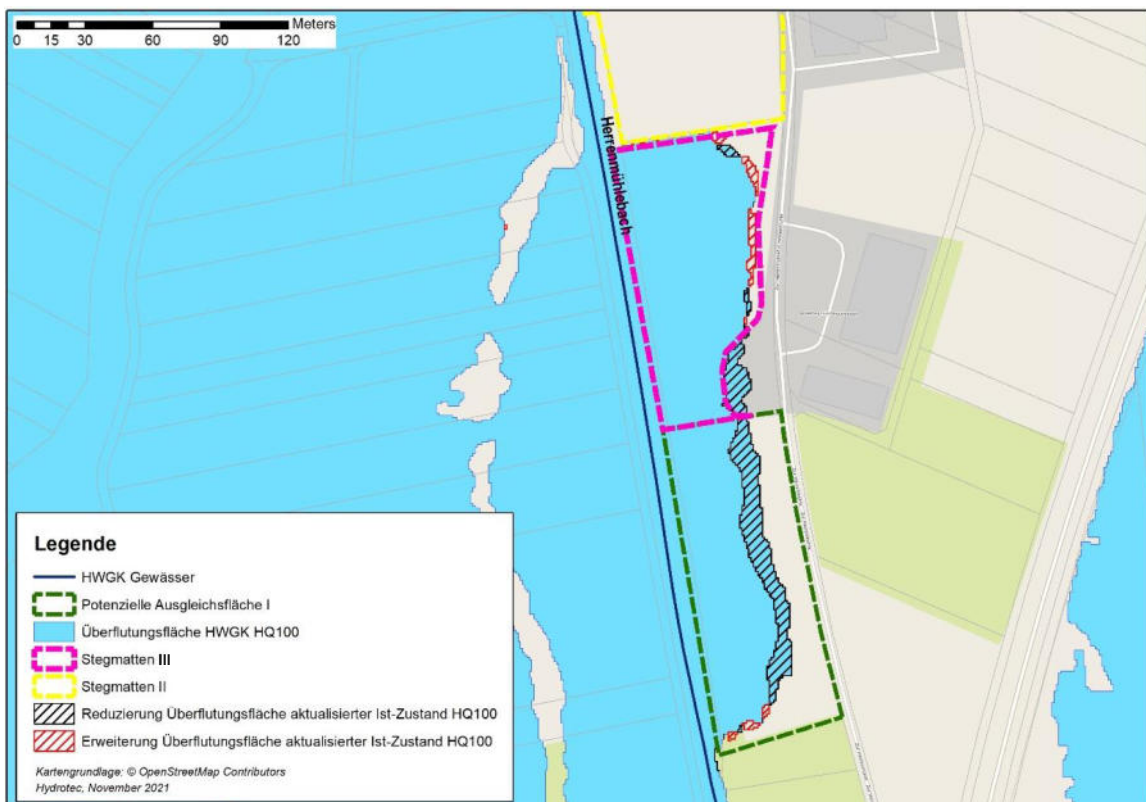 Meters
0 15 30 60 90 120
Herrenmühlebach
Legende
HWGK Gewässer
Potenzielle Ausgleichsfläche I
Überflutungsfläche HWGK HQ100
Stegmatten III
Stegmatten II
Reduzierung Überflutungsfläche aktualisierter Ist-Zustand HQ100
Erweiterung Überflutungsfläche aktualisierter Ist-Zustand HQ100
Kartengrundlage: © OpenStreetMap Contributors
Hydrotec, November 2021